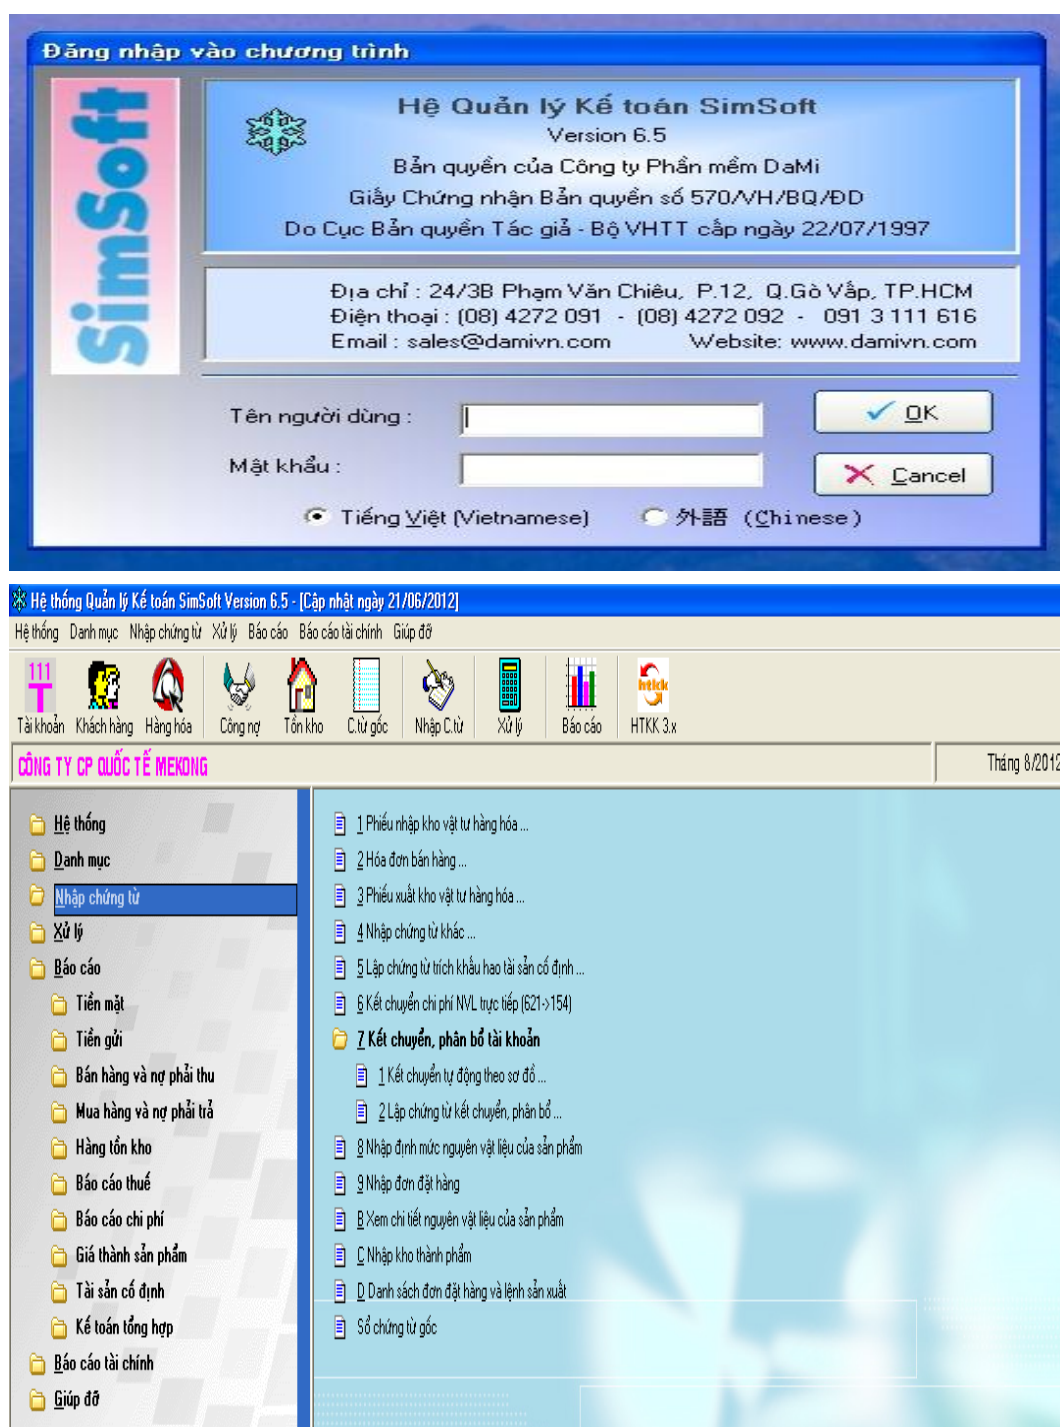 Đăng nhập vào chương trình
SimSoft
Hệ Quản lý Kế toán SimSoft
Version 6.5
Bản quyền của Công ty Phần mềm DaMi
Giấy Chứng nhận Bản quyền số 570/VH/BQ/ĐD
Do Cục Bản quyền Tác giả - Bộ VHTT cấp ngày 22/07/1997
Địa chỉ : 24/3B Phạm Văn Chiêu, P.12, Q.Gò Vấp, TP.HCM
Điện thoại : (08) 4272 091 - (08) 4272 092 - 091 3 111 616
Email : sales@damivn.com Website: www.damivn.com
Tên người dùng :
OK
Mật khẩu :
Cancel
Tiếng Việt (Vietnamese) 外語 (Chinese)
Hệ thống Quản lý Kế toán SimSoft Version 6.5 - [Cập nhật ngày 21/06/2012]
Hệ thống Danh mục Nhập chứng từ Xử lý Báo cáo Báo cáo tài chính Giúp đỡ
111
T
htkk
Tài khoản Khách hàng Hàng hóa Công nợ Tồn kho C.từ gốc Nhập C.từ Xử lý Báo cáo HTKK 3.x
CÔNG TY CP QUỐC TẾ MEKONG
Tháng 8/2012
Hệ thống
Danh mục
Nhập chứng từ
Xử lý
Báo cáo
Tiền mặt
Tiền gửi
Bán hàng và nợ phải thu
Mua hàng và nợ phải trả
Hàng tồn kho
Báo cáo thuế
Báo cáo chi phí
Giá thành sản phẩm
Tài sản cố định
Kế toán tổng hợp
Báo cáo tài chính
Giúp đỡ
1 Phiếu nhập kho vật tư hàng hóa ...
2 Hóa đơn bán hàng ...
3 Phiếu xuất kho vật tư hàng hóa ...
4 Nhập chứng từ khác ...
5 Lập chứng từ trích khấu hao tài sản cố định ...
6 Kết chuyển chi phí NVL trực tiếp (621->154)
7 Kết chuyển, phân bổ tài khoản
1 Kết chuyển tự động theo sơ đồ ...
2 Lập chứng từ kết chuyển, phân bổ ...
8 Nhập định mức nguyên vật liệu của sản phẩm
9 Nhập đơn đặt hàng
B Xem chi tiết nguyên vật liệu của sản phẩm
C Nhập kho thành phẩm
D Danh sách đơn đặt hàng và lệnh sản xuất
Sổ chứng từ gốc